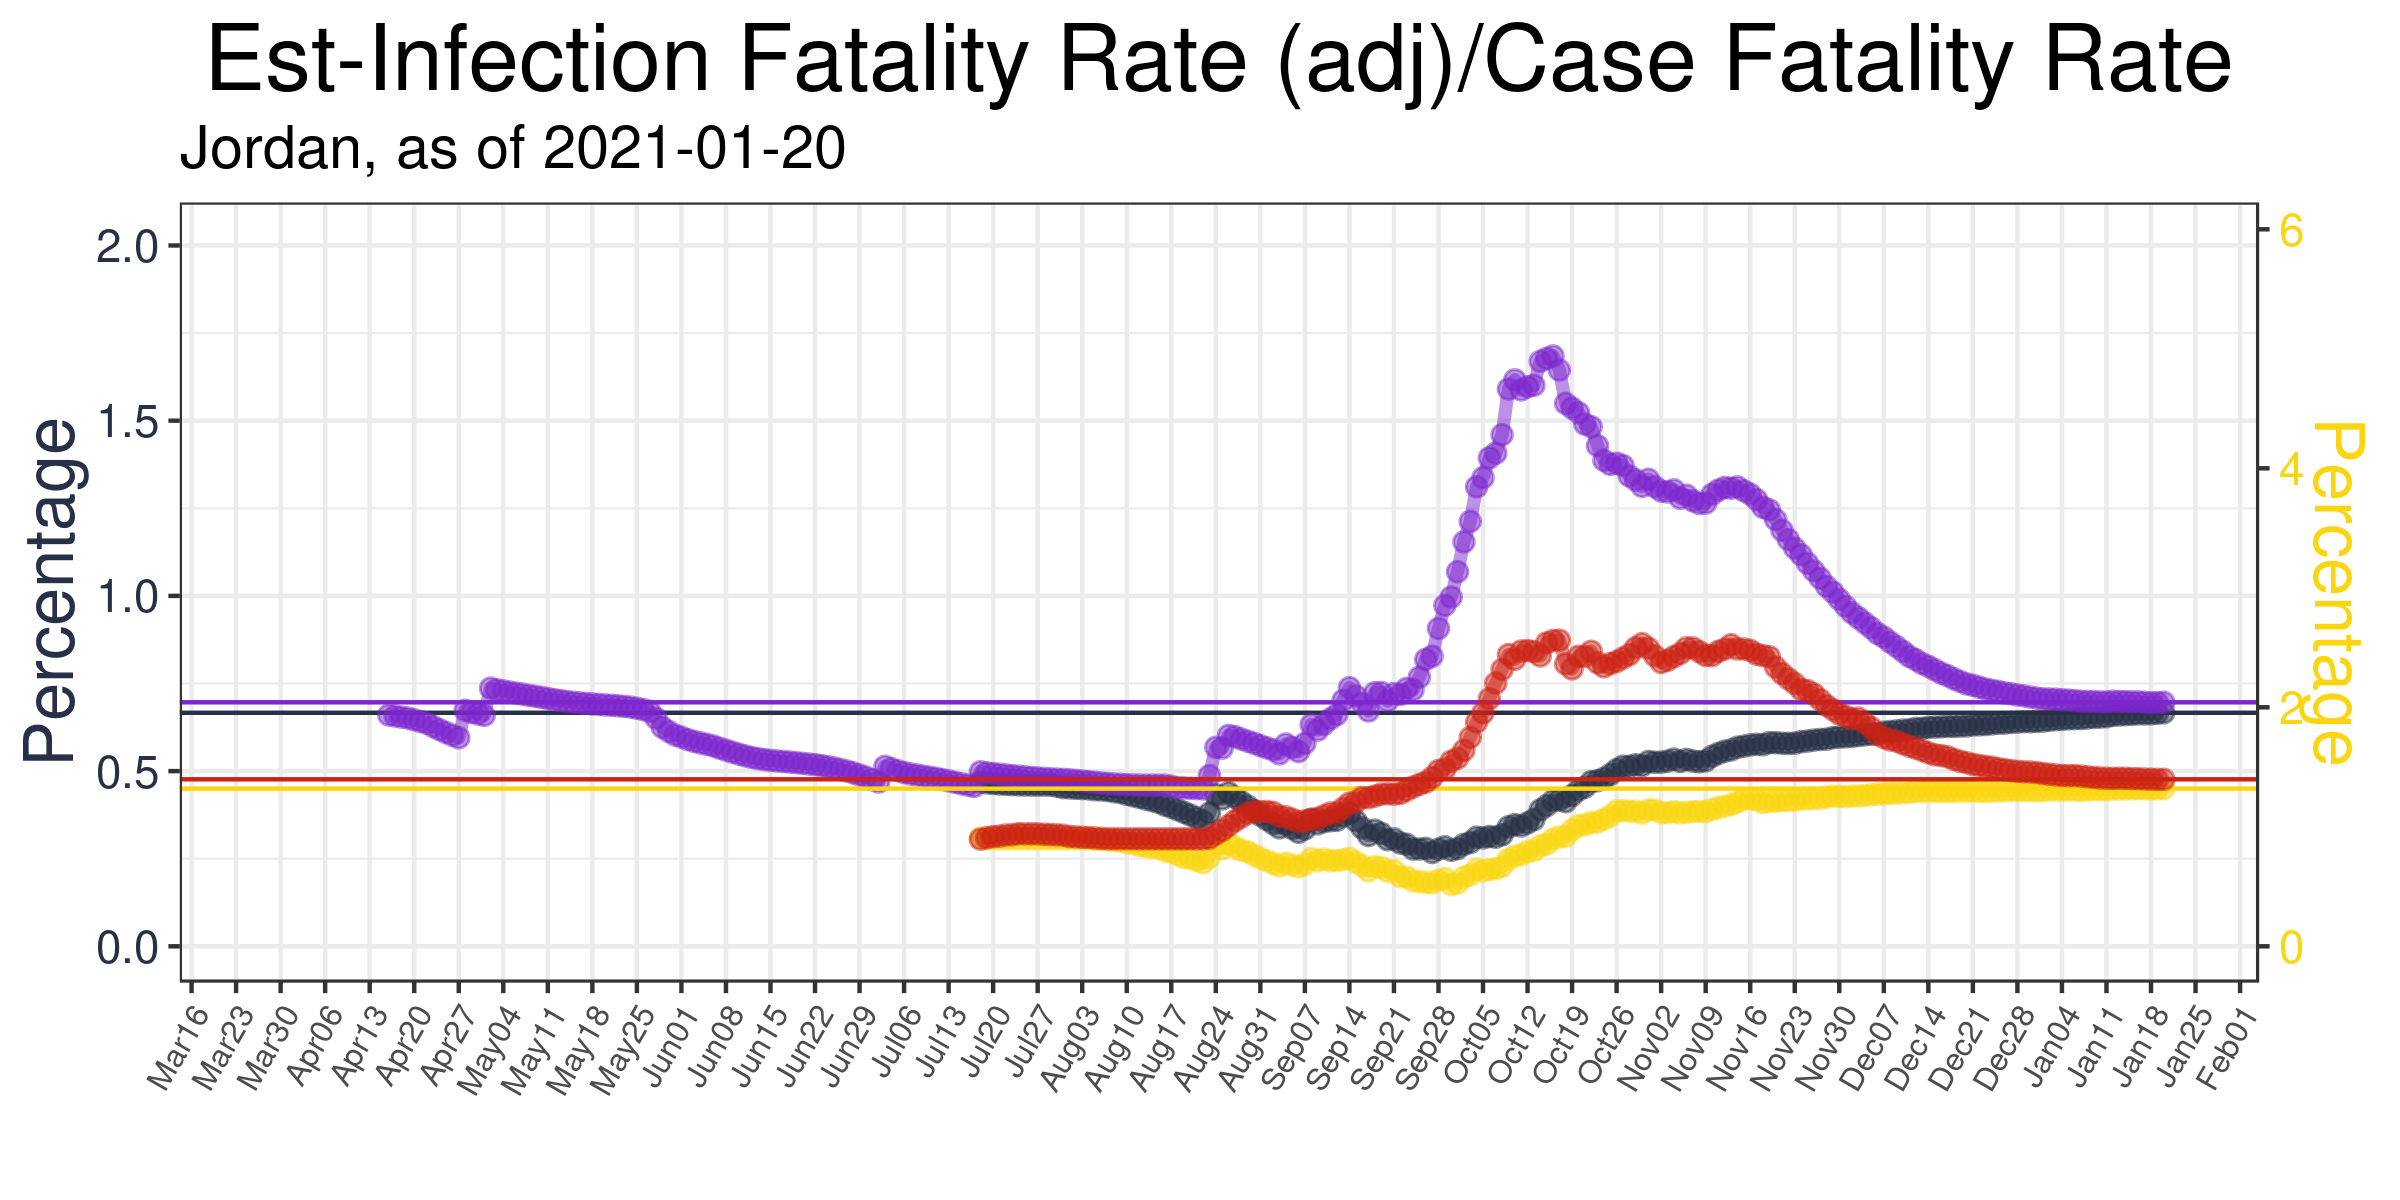 Est-Infection Fatality Rate (adj)/Case Fatality Rate
Jordan, as of 2021-01-20
Percentage
2.0
1.5
1.0
0.5
0.0
6
4
2
0
Percentage
Mar16
Mar23
Mar30
Apr06
Apr13
Apr20
Apr27
May04
May11
May18
May25
Jun01
Jun08
Jun15
Jun22
Jun29
Jul06
Jul13
Jul20
Jul27
Aug03
Aug10
Aug17
Aug24
Aug31
Sep07
Sep14
Sep21
Sep28
Oct05
Oct12
Oct19
Oct26
Nov02
Nov09
Nov16
Nov23
Nov30
Dec07
Dec14
Dec21
Dec28
Jan04
Jan11
Jan18
Jan25
Feb01